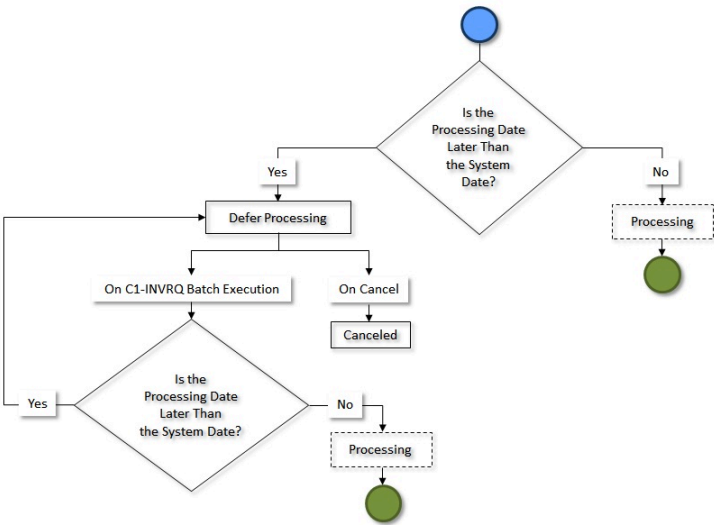 Is the
Processing Date
Later Than
the System
Date?
Yes
No
Defer Processing
Processing
On C1-INVRQ Batch Execution
On Cancel
Canceled
Is the
Processing Date
Later Than
the System Date?
Yes
No
Processing